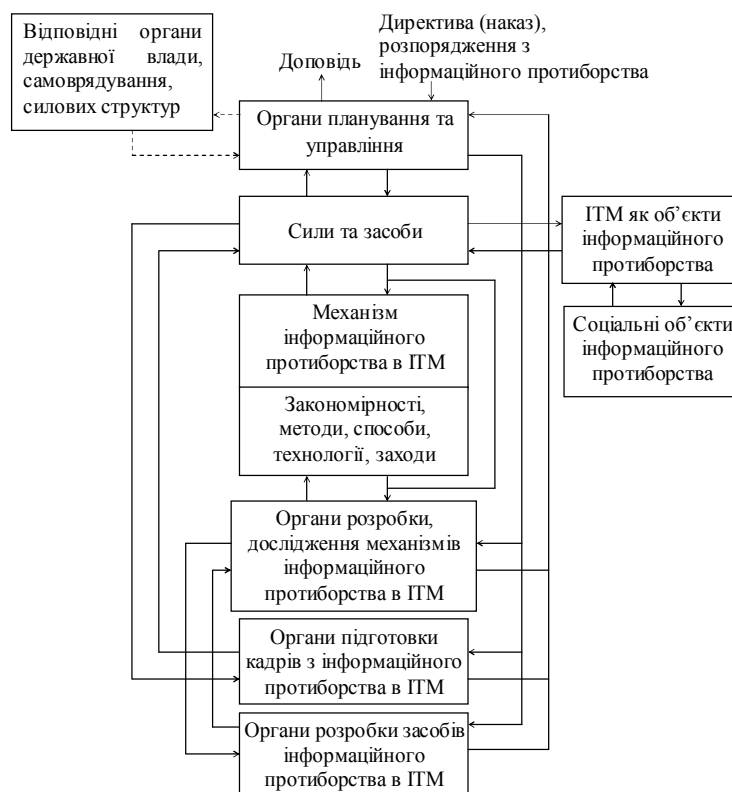 Відповідні органи
державної влади,
самоврядування,
силових структур
Директива (наказ),
розпорядження з
інформаційного протиборства
Доповідь
Органи планування та
управління
Сили та засоби
ІТМ як об’єкти
інформаційного
протиборства
Соціальні об’єкти
інформаційного
протиборства
Механізм
інформаційного
протиборства в ІТМ
Закономірності,
методи, способи,
технології, заходи
Органи розробки,
дослідження механізмів
інформаційного
протиборства в ІТМ
Органи підготовки
кадрів з інформаційного
протиборства в ІТМ
Органи розробки засобів
інформаційного
протиборства в ІТМ